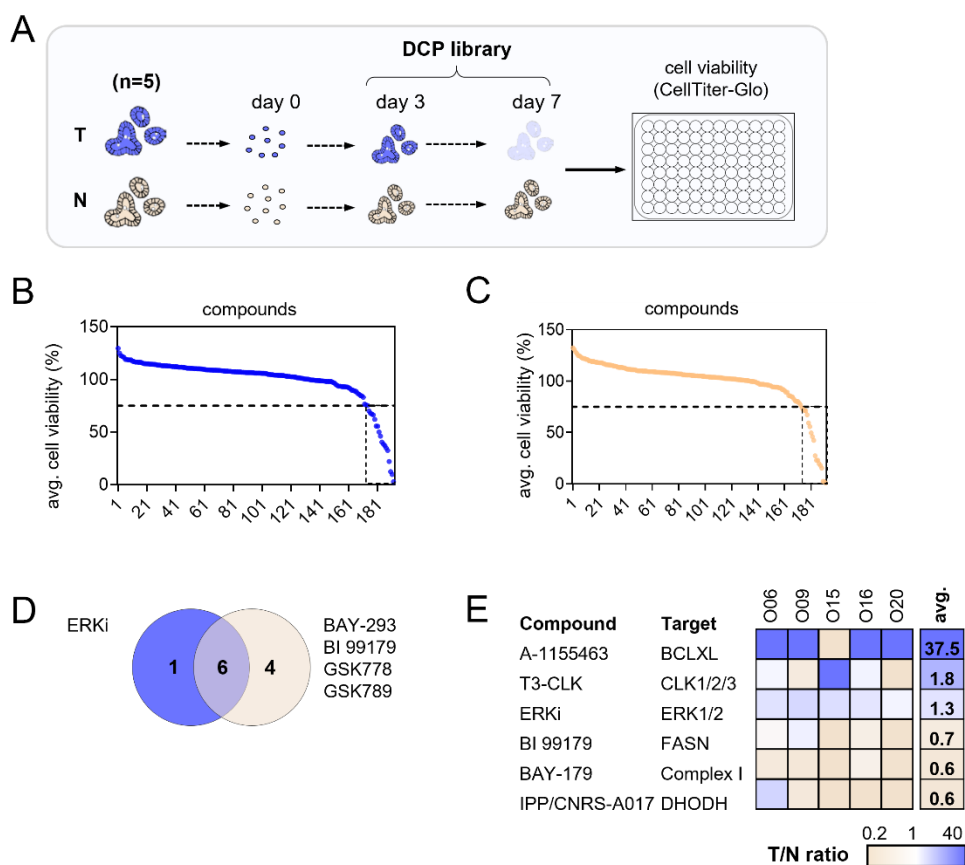 A
DCP library
(n=5)
day 0
day 3
day 7
cell viability
(CellTiter-Glo)
T
N
B
compounds
avg. cell viability (%)
150
100
50
0
1
21
41
61
81
101
121
141
161
181
C
compounds
avg. cell viability (%)
150
100
50
0
1
21
41
61
81
101
121
141
161
181
D
ERKi
1
6
4
BAY-293
BI 99179
GSK778
GSK789
E
O06
O09
O15
O16
O20
avg.
Compound Target
A-1155463 BCLXL 37.5
T3-CLK CLK1/2/3 1.8
ERKi ERK1/2 1.3
BI 99179 FASN 0.7
BAY-179 Complex I 0.6
IPP/CNRS-A017 DHODH 0.6
0.2 1 40
T/N ratio